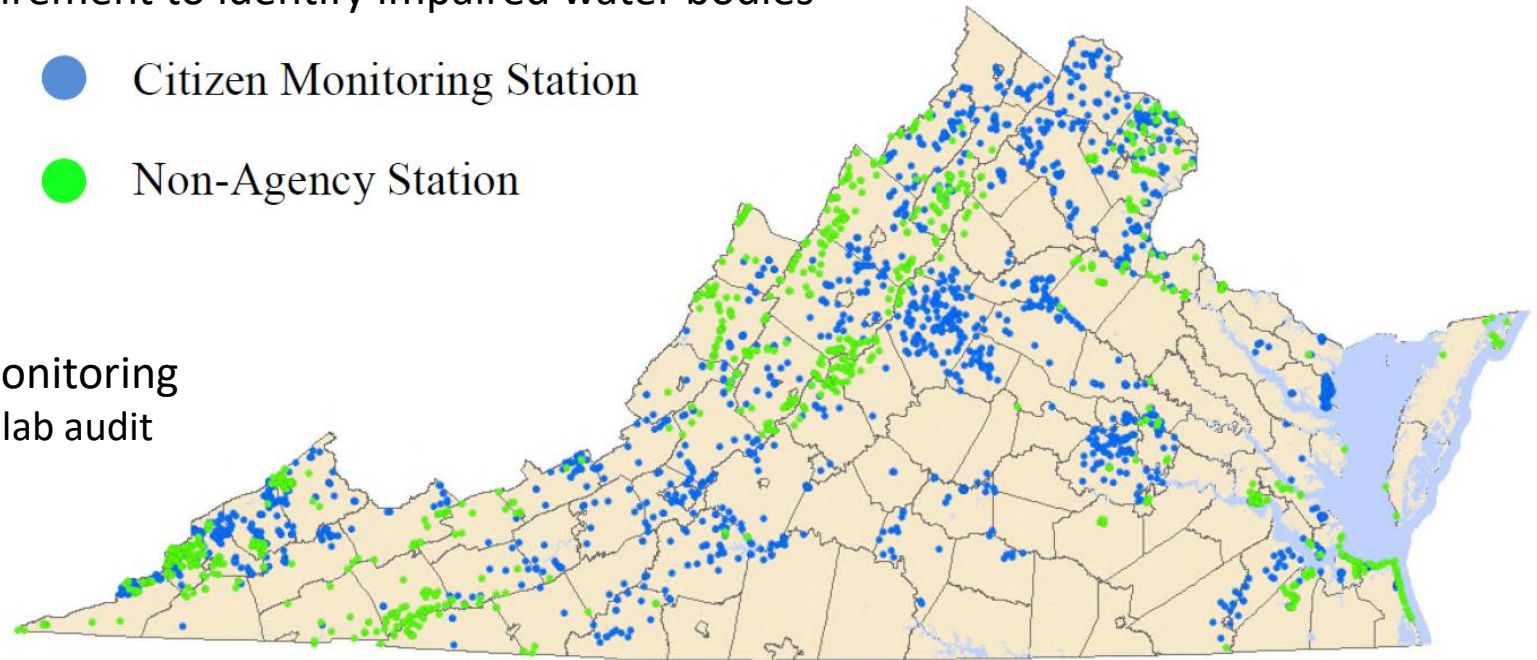 irement to identify impaired water bodies
Citizen Monitoring Station
Non-Agency Station
onitoring
lab audit